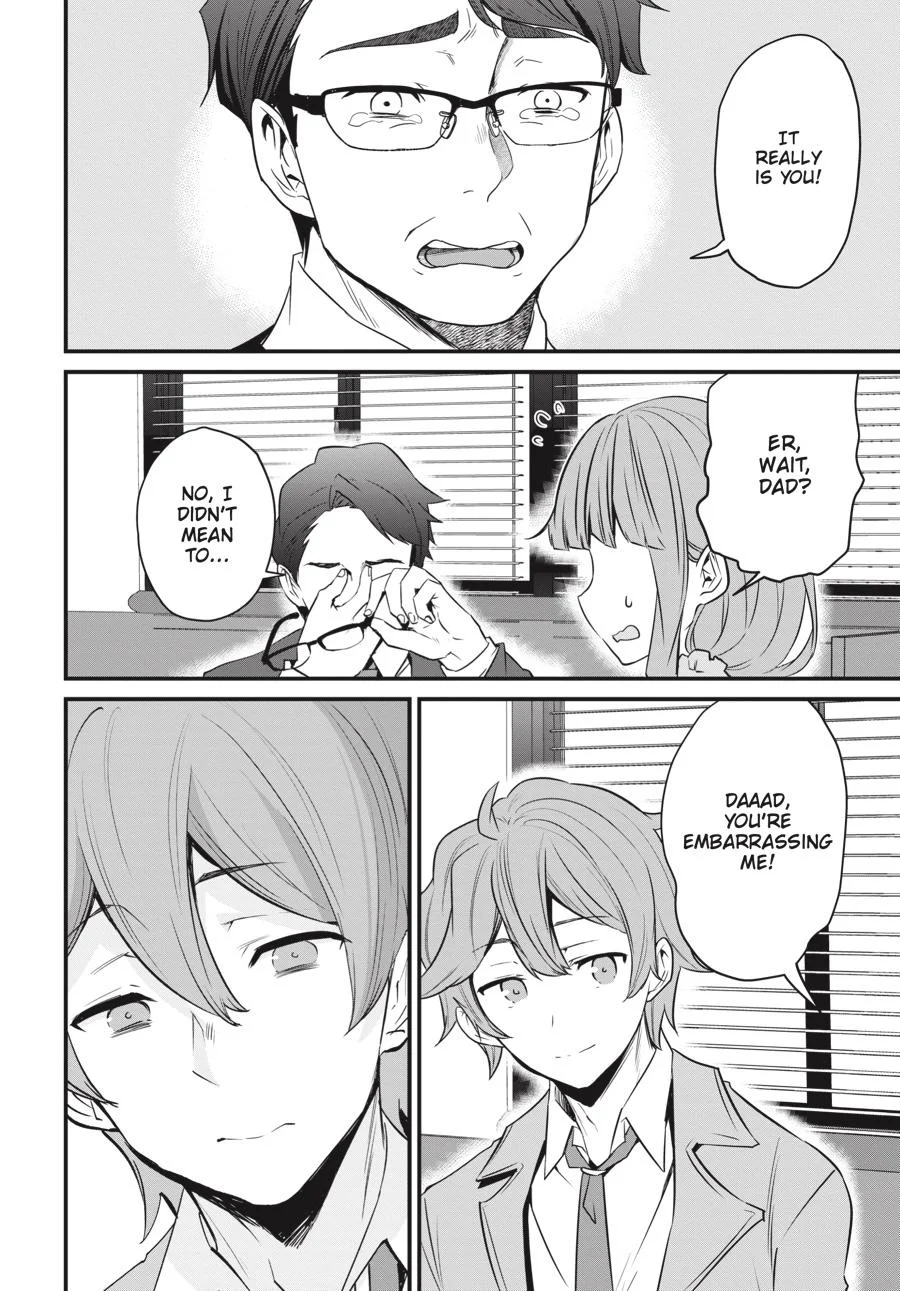 IT
REALLY
IS YOU!
ER,
WAIT,
DAD?
NO, I
DIDN'T
MEAN
TO...
DAAAD,
YOU'RE
EMBARRASSING
ME!